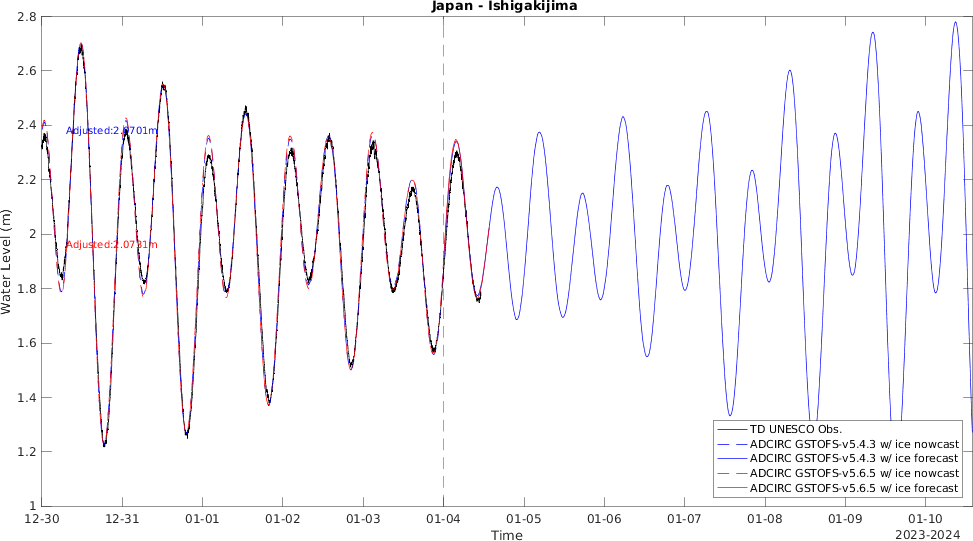 Japan - Ishigakijima
2.8
2.6
2.4
2.2
2
1.8
1.6
1.4
1.2
1
Water Level (m)
Adjusted:2.0701m
Adjusted:2.0731m
TD UNESCO Obs.
ADCIRC GSTOFS-v5.4.3 w/ ice nowcast
ADCIRC GSTOFS-v5.4.3 w/ ice forecast
ADCIRC GSTOFS-v5.6.5 w/ ice nowcast
ADCIRC GSTOFS-v5.6.5 w/ ice forecast
12-30 12-31 01-01 01-02 01-03 01-04 01-05 01-06 01-07 01-08 01-09 01-10
Time
2023-2024